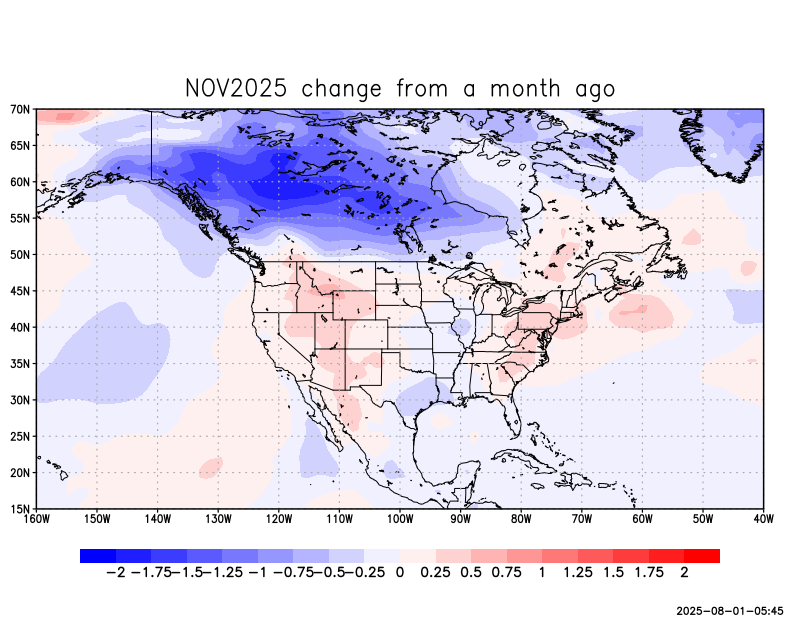 NOV2025 change from a month ago
70N
65N
60N
55N
50N
45N
40N
35N
30N
25N
20N
15N
160W 150W 140W 130W 120W 110W 100W 90W 80W 70W 60W 50W 40W
−2 −1.75 −1.5 −1.25 −1 −0.75 −0.5 −0.25 0 0.25 0.5 0.75 1 1.25 1.5 1.75 2
2025-08-01-05:45